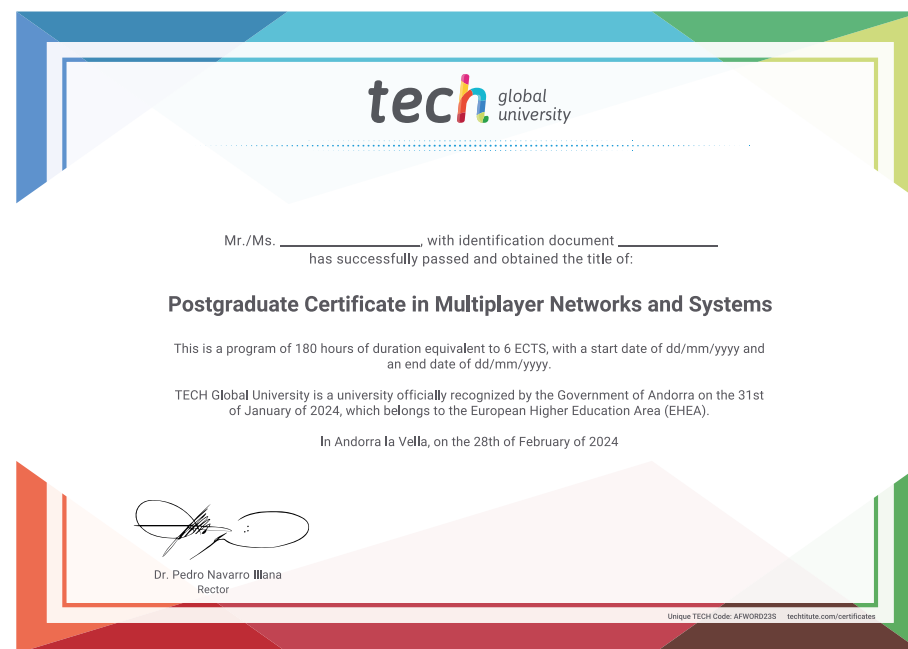 tech global
university
Mr./Ms. ____________, with identification document ____________
has successfully passed and obtained the title of:
Postgraduate Certificate in Multiplayer Networks and Systems
This is a program of 180 hours of duration equivalent to 6 ECTS, with a start date of dd/mm/yyyy and
an end date of dd/mm/yyyy.
TECH Global University is a university officially recognized by the Government of Andorra on the 31st
of January of 2024, which belongs to the European Higher Education Area (EHEA).
In Andorra la Vella, on the 28th of February of 2024
Dr. Pedro Navarro Illana
Rector
Unique TECH Code: AFWORD23S techtitute.com/certificates